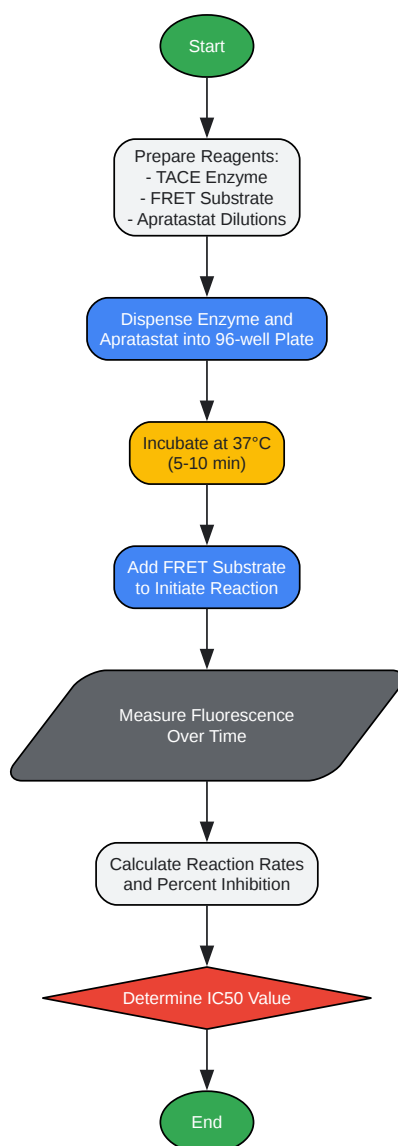 Start
Prepare Reagents:
- TACE Enzyme
- FRET Substrate
- Apratastat Dilutions
Dispense Enzyme and
Apratastat into 96-well Plate
Incubate at 37°C
(5-10 min)
Add FRET Substrate
to Initiate Reaction
Measure Fluorescence
Over Time
Calculate Reaction Rates
and Percent Inhibition
Determine IC50 Value
End